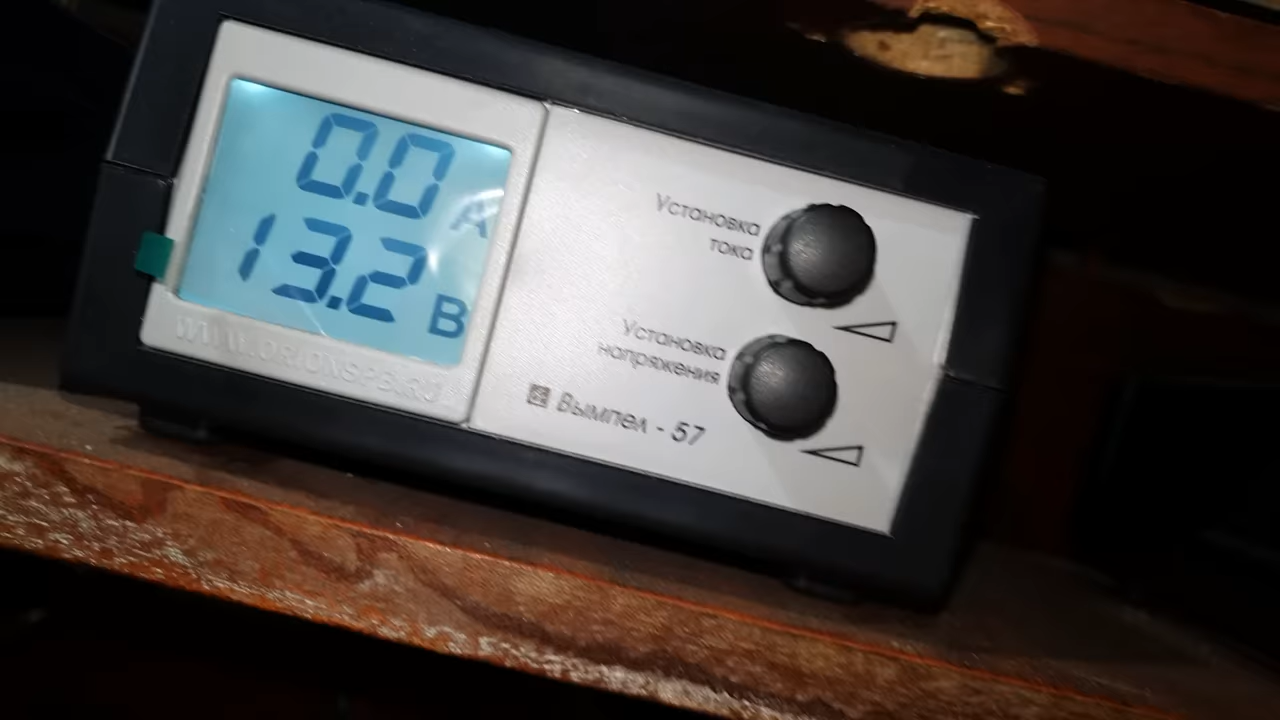 0.0 А
13.2 В
WWW.ORIONSPB.RU
Установка
тока
Установка
напряжения
Вымпел - 57